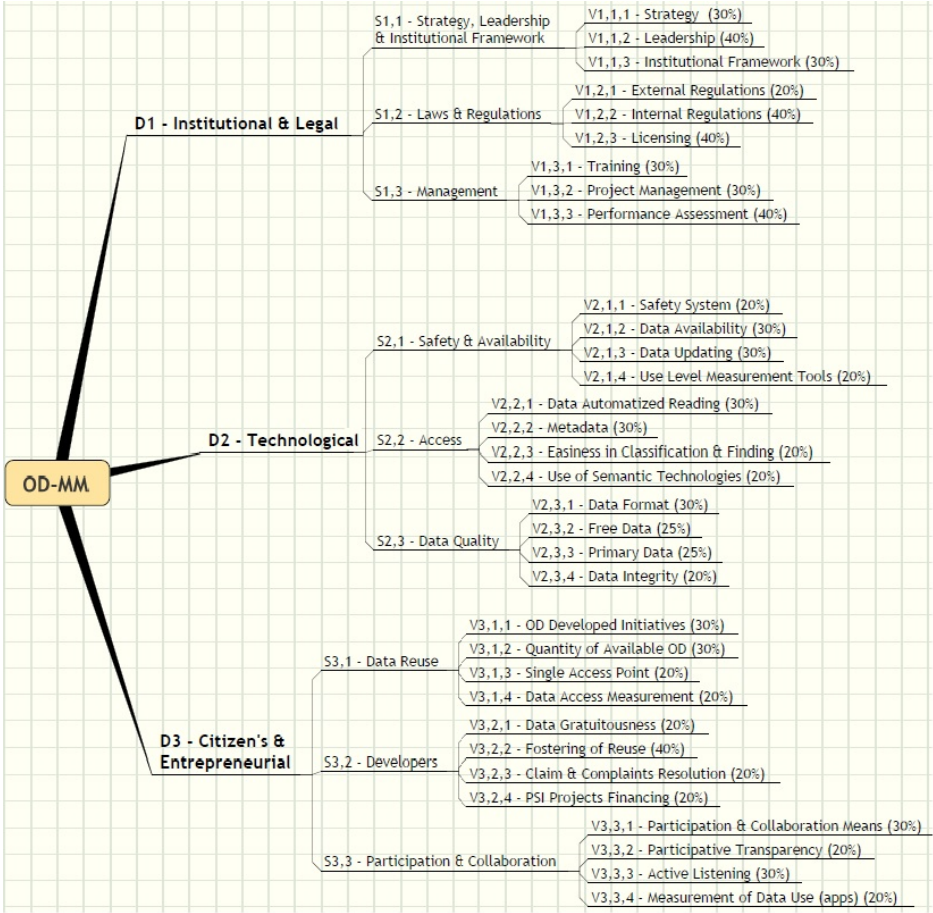 S1,1 - Strategy, Leadership
& Institutional Framework
V1,1,1 - Strategy (30%)
V1,1,2 - Leadership (40%)
V1,1,3 - Institutional Framework (30%)
D1 - Institutional & Legal
S1,2 - Laws & Regulations
V1,2,1 - External Regulations (20%)
V1,2,2 - Internal Regulations (40%)
V1,2,3 - Licensing (40%)
S1,3 - Management
V1,3,1 - Training (30%)
V1,3,2 - Project Management (30%)
V1,3,3 - Performance Assessment (40%)
OD-MM
D2 - Technological
S2,1 - Safety & Availability
V2,1,1 - Safety System (20%)
V2,1,2 - Data Availability (30%)
V2,1,3 - Data Updating (30%)
V2,1,4 - Use Level Measurement Tools (20%)
S2,2 - Access
V2,2,1 - Data Automatized Reading (30%)
V2,2,2 - Metadata (30%)
V2,2,3 - Easiness in Classification & Finding (20%)
V2,2,4 - Use of Semantic Technologies (20%)
S2,3 - Data Quality
V2,3,1 - Data Format (30%)
V2,3,2 - Free Data (25%)
V2,3,3 - Primary Data (25%)
V2,3,4 - Data Integrity (20%)
D3 - Citizen's &
Entrepreneurial
S3,1 - Data Reuse
V3,1,1 - OD Developed Initiatives (30%)
V3,1,2 - Quantity of Available OD (30%)
V3,1,3 - Single Access Point (20%)
V3,1,4 - Data Access Measurement (20%)
S3,2 - Developers
V3,2,1 - Data Gratuitousness (20%)
V3,2,2 - Fostering of Reuse (40%)
V3,2,3 - Claim & Complaints Resolution (20%)
V3,2,4 - PSI Projects Financing (20%)
S3,3 - Participation & Collaboration
V3,3,1 - Participation & Collaboration Means (30%)
V3,3,2 - Participative Transparency (20%)
V3,3,3 - Active Listening (30%)
V3,3,4 - Measurement of Data Use (apps) (20%)